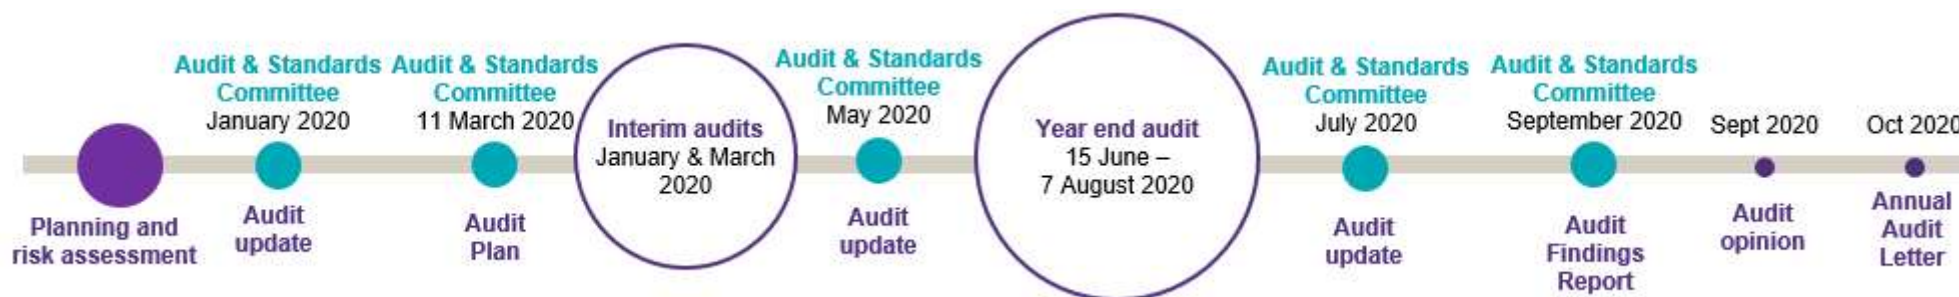 Planning and
risk assessment
Audit & Standards
Committee
January 2020
Audit
update
Audit & Standards
Committee
11 March 2020
Audit
Plan
Interim audits
January & March
2020
Audit & Standards
Committee
May 2020
Audit
update
Year end audit
15 June –
7 August 2020
Audit & Standards
Committee
July 2020
Audit
update
Audit & Standards
Committee
September 2020
Audit
Findings
Report
Sept 2020
Audit
opinion
Oct 2020
Annual
Audit
Letter